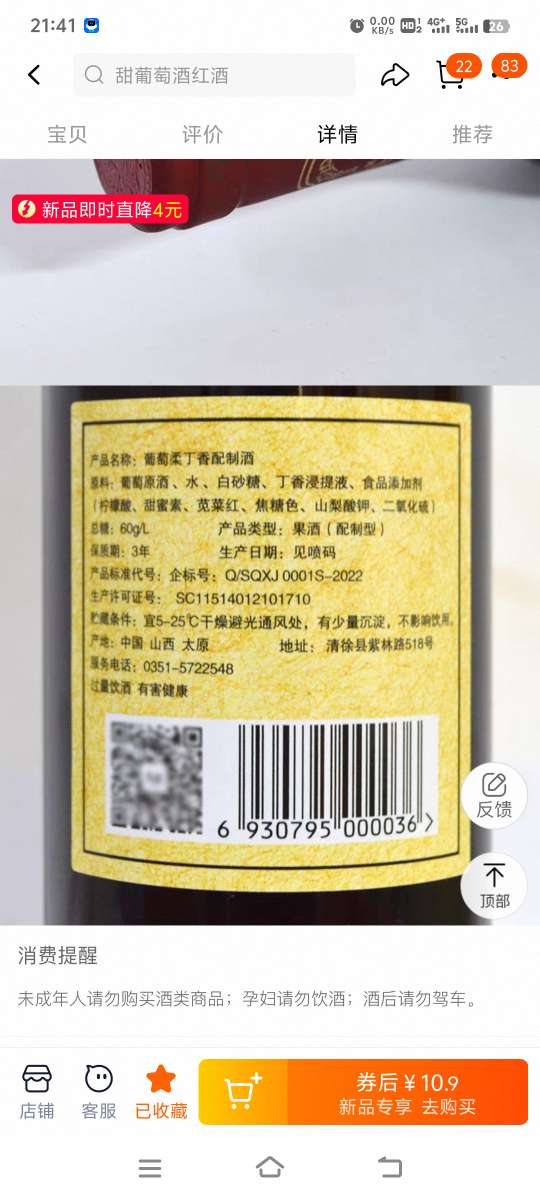 21:41
0.00 KB/s
HD 1 2
4G+
5G
26
甜葡萄酒红酒
22
83
宝贝 评价 详情 推荐
新品即时直降4元
产品名称：葡萄柔丁香配制酒
原料：葡萄原酒、水、白砂糖、丁香浸提液、食品添加剂
（柠檬酸、甜蜜素、苋菜红、焦糖色、山梨酸钾、二氧化硫）
总糖：60g/L 产品类型：果酒（配制型）
保质期：3年 生产日期：见喷码
产品标准代号：企标号：Q/SQXJ 0001S-2022
生产许可证号： SC11514012101710
贮藏条件：宜5-25℃干燥避光通风处，有少量沉淀，不影响饮用。
产地：中国 山西 太原 地址：清徐县紫林路518号
服务电话：0351-5722548
过量饮酒 有害健康
6 930795 000036 >
反馈
顶部
消费提醒
未成年人请勿购买酒类商品；孕妇请勿饮酒；酒后请勿驾车。
店铺 客服 已收藏
券后￥10.9
新品专享 去购买